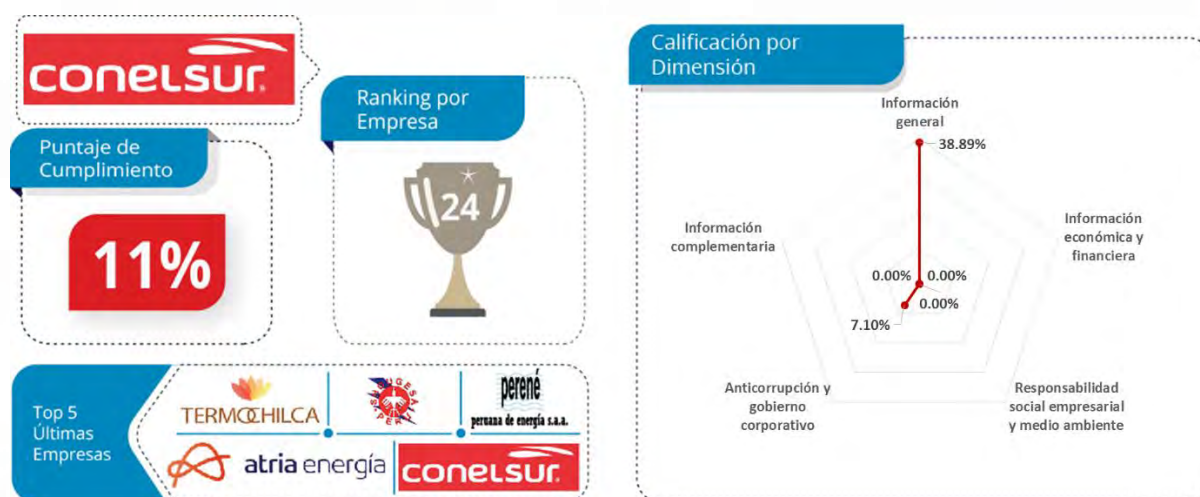 conelsur
Puntaje de
Cumplimiento
11%
Ranking por
Empresa
24
Top 5
Últimas
Empresas
TERMOCHILCA
perené
peruana de energía s.a.a.
atria energía
conelsur
Calificación por
Dimensión
Información
general
38.89%
Información
económica y
financiera
0.00%
Responsabilidad
social empresarial
y medio ambiente
0.00%
Anticorrupción y
gobierno
corporativo
7.10%
Información
complementaria
0.00%